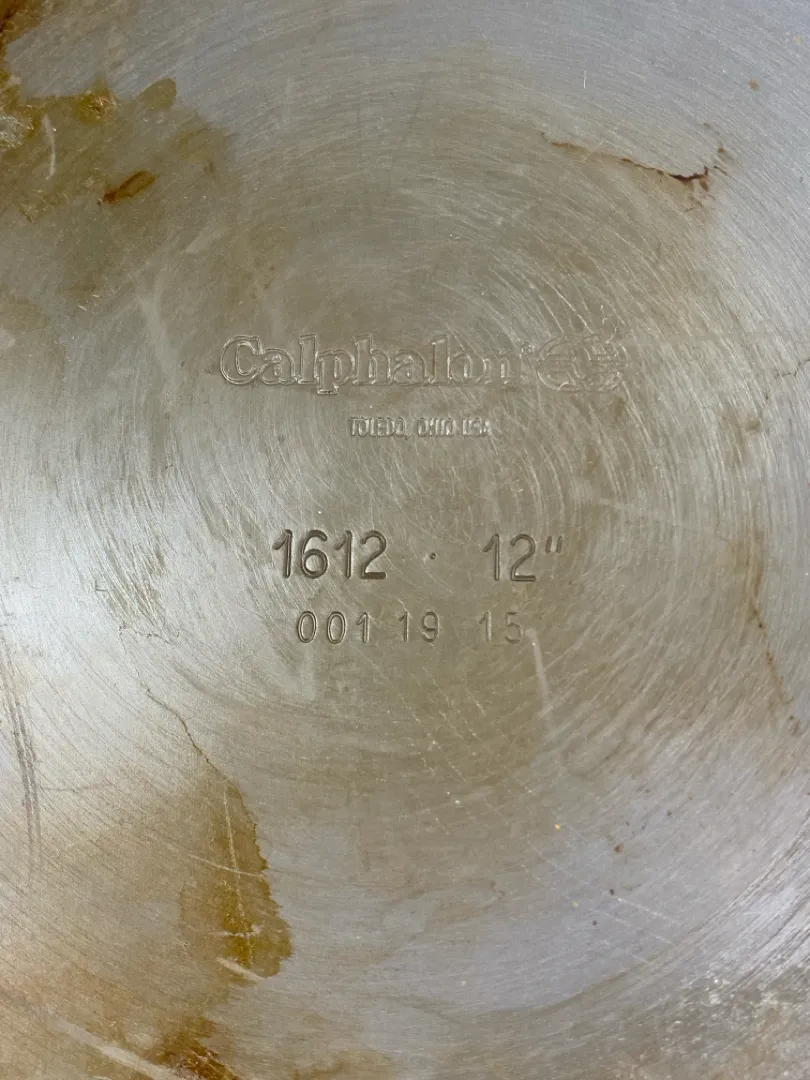 Calphalon
TOLEDO, OHIO USA
1612 · 12"
001 19 15